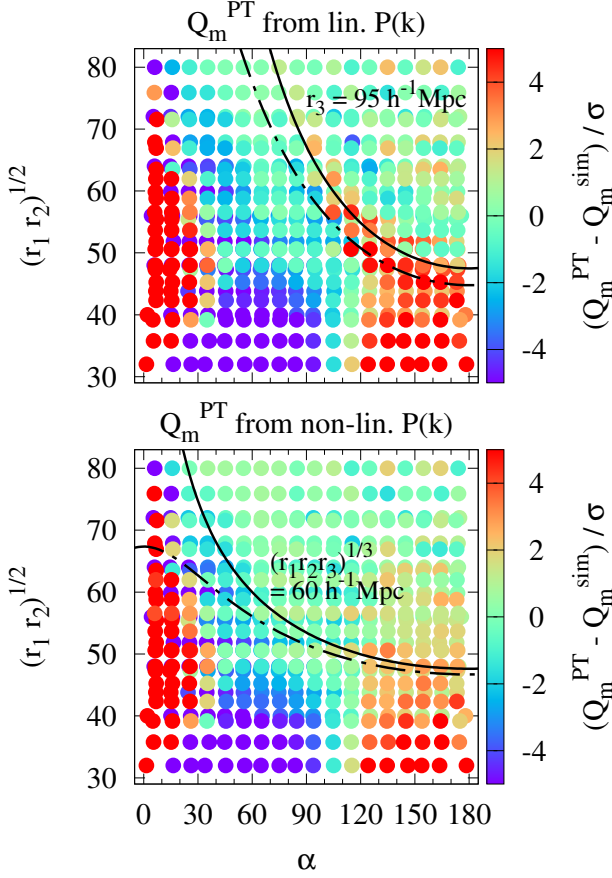 Q_m^PT from lin. P(k)
80
70
60
50
40
30
(r_1 r_2)^1/2
r_3 = 95 h^-1 Mpc
4
2
0
-2
-4
(Q_m^PT - Q_m^sim) / σ
Q_m^PT from non-lin. P(k)
80
70
60
50
40
30
(r_1 r_2)^1/2
(r_1r_2r_3)^1/3
= 60 h^-1 Mpc
4
2
0
-2
-4
(Q_m^PT - Q_m^sim) / σ
0 30 60 90 120 150 180
α